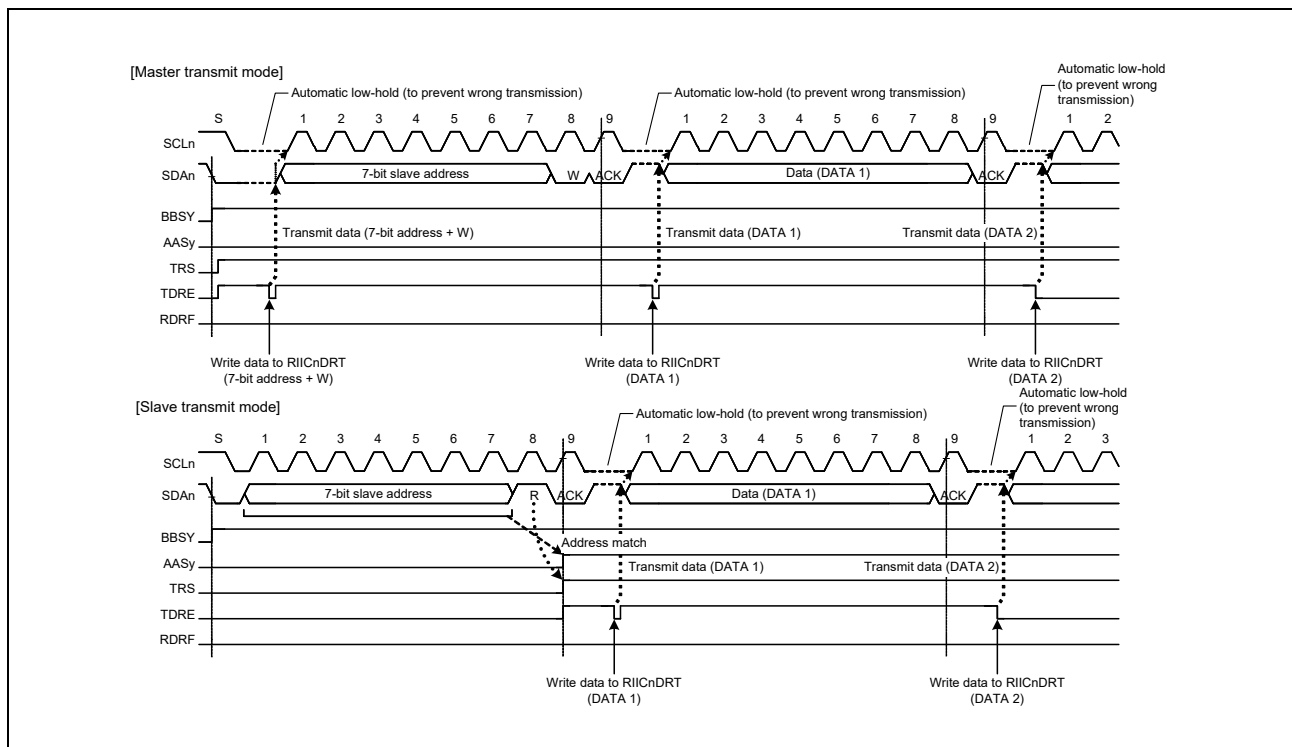 [Master transmit mode]
Automatic low-hold (to prevent wrong transmission)
Automatic low-hold (to prevent wrong transmission)
Automatic low-hold
(to prevent wrong
transmission)
S 1 2 3 4 5 6 7 8 9 1 2 3 4 5 6 7 8 9 1 2
SCLn
SDAn 7-bit slave address W ACK Data (DATA 1) ACK
BBSY
Transmit data (7-bit address + W) Transmit data (DATA 1) Transmit data (DATA 2)
AASy
TRS
TDRE
RDRF
Write data to RIICnDRT
(7-bit address + W)
Write data to RIICnDRT
(DATA 1)
Write data to RIICnDRT
(DATA 2)
[Slave transmit mode]
Automatic low-hold (to prevent wrong transmission)
Automatic low-hold
(to prevent wrong
transmission)
S 1 2 3 4 5 6 7 8 9 1 2 3 4 5 6 7 8 9 1 2 3
SCLn
SDAn 7-bit slave address R ACK Data (DATA 1) ACK
BBSY
Address match
AASy Transmit data (DATA 1) Transmit data (DATA 2)
TRS
TDRE
RDRF
Write data to RIICnDRT
(DATA 1)
Write data to RIICnDRT
(DATA 2)